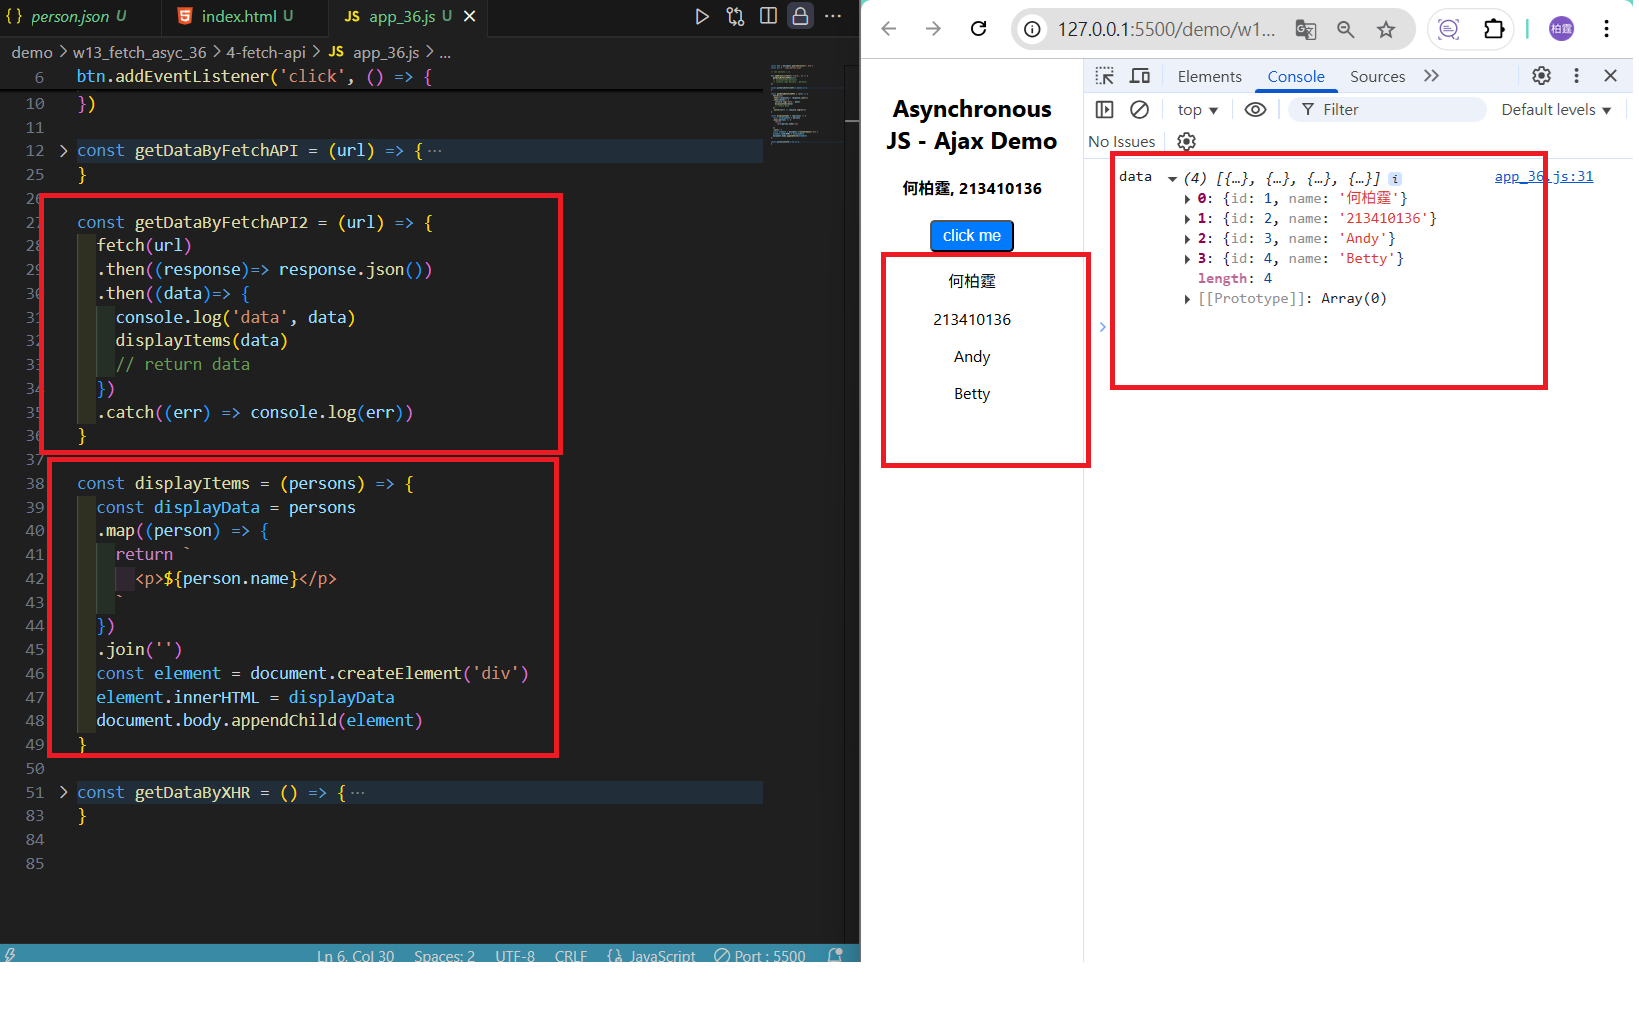 {} person.json U
index.html U
JS app_36.js U
demo > w13_fetch_asyc_36 > 4-fetch-api > JS app_36.js > ...
6 btn.addEventListener('click', () => {
10 })
11
12 const getDataByFetchAPI = (url) => { ...
25 }
26
27 const getDataByFetchAPI2 = (url) => {
28 fetch(url)
29 .then((response)=> response.json())
30 .then((data)=> {
31 console.log('data', data)
32 displayItems(data)
33 // return data
34 })
35 .catch((err) => console.log(err))
36 }
37
38 const displayItems = (persons) => {
39 const displayData = persons
40 .map((person) => {
41 return `
42 <p>${person.name}</p>
43 `
44 })
45 .join('')
46 const element = document.createElement('div')
47 element.innerHTML = displayData
48 document.body.appendChild(element)
49 }
50
51 const getDataByXHR = () => { ...
83 }
84
85
Ln 6, Col 30 Spaces: 2 UTF-8 CRLF {} JavaScript Port : 5500
127.0.0.1:5500/demo/w1...
柏霆
Asynchronous
JS - Ajax Demo
何柏霆, 213410136
click me
何柏霆
213410136
Andy
Betty
Elements Console Sources
top Filter Default levels
No Issues
data (4) [{…}, {…}, {…}, {…}] i app_36.js:31
0: {id: 1, name: '何柏霆'}
1: {id: 2, name: '213410136'}
2: {id: 3, name: 'Andy'}
3: {id: 4, name: 'Betty'}
length: 4
[[Prototype]]: Array(0)